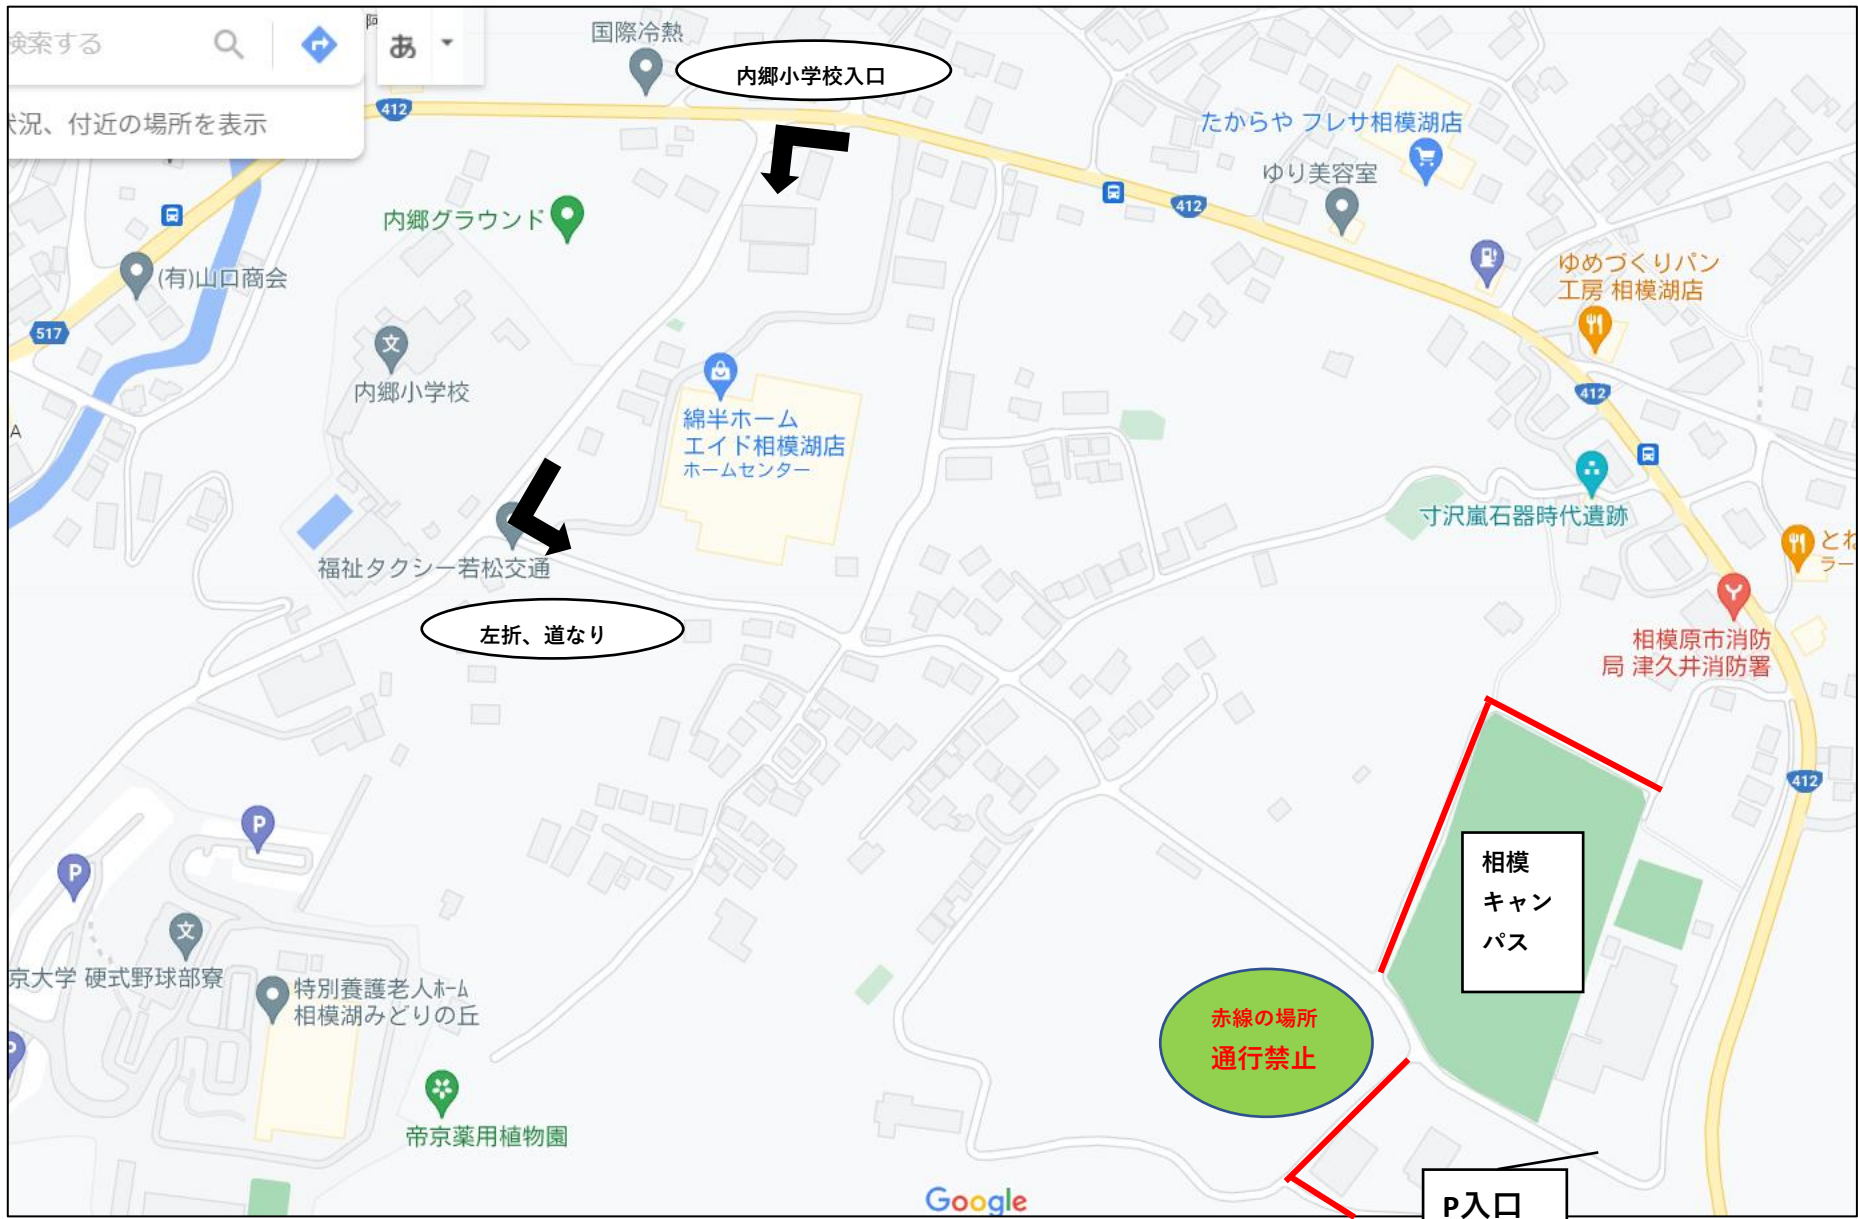 検索する
あ
国際冷熱
内郷小学校入口
状況、付近の場所を表示
412
たからや フレサ相模湖店
ゆり美容室
412
内郷グラウンド
(有)山口商会
ゆめづくりパン
工房 相模湖店
517
文
内郷小学校
412
綿半ホーム
エイド相模湖店
ホームセンター
A
寸沢嵐石器時代遺跡
とね
ラー
福祉タクシー若松交通
左折、道なり
相模原市消防
局 津久井消防署
412
P
P
相模
キャン
パス
文
京大学 硬式野球部寮
特別養護老人ホーム
相模湖みどりの丘
赤線の場所
通行禁止
P
帝京薬用植物園
Google
P入口